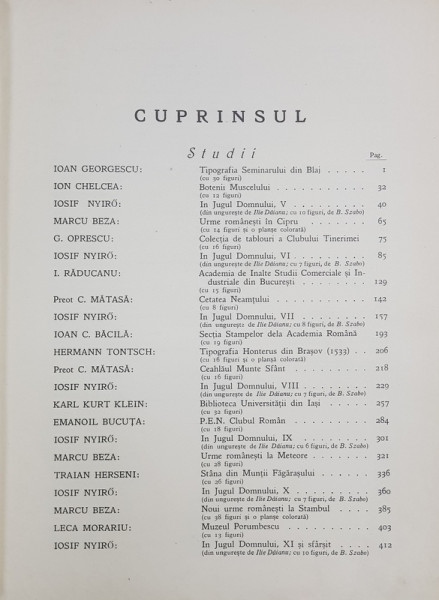 CUPRINSUL
Studii
Pag.
IOAN GEORGESCU: Tipografia Seminarului din Blaj . . . . . 1
(cu 30 figuri)
ION CHELCEA: Botenii Muscelului . . . . . . . . . 32
(cu 12 figuri)
IOSIF NYIRÖ: In Jugul Domnului, V . . . . . . . . 40
(din ungurește de Ilie Dăianu; cu 10 figuri, de B. Szabo)
MARCU BEZA: Urme românești în Cipru . . . . . . . 65
(cu 14 figuri și o planșe colorată)
G. OPRESCU: Colecția de tablouri a Clubului Tinerimei 75
(cu 16 figuri)
IOSIF NYIRÖ: In Jugul Domnului, VI . . . . . . . . 85
(din ungurește de Ilie Dăianu; cu 7 figuri, de B. Szabo)
I. RĂDUCANU: Academia de Inalte Studii Comerciale și In-
dustriale din București . . . . . . . 129
(cu 15 figuri)
Preot C. MĂTASĂ: Cetatea Neamțului . . . . . . . . . 142
(cu 8 figuri)
IOSIF NYIRÖ: In Jugul Domnului, VII . . . . . . . 157
(din ungurește de Ilie Dăianu; cu 8 figuri, de B. Szabo)
IOAN C. BĂCILĂ: Secția Stampelor dela Academia Română 193
(cu 19 figuri)
HERMANN TONTSCH: Tipografia Honterus din Brașov (1533) . . 206
(cu 16 figuri și o planșă colorată)
Preot C. MĂTASĂ: Ceahlăul Munte Sfânt . . . . . . . . 218
(cu 16 figuri)
IOSIF NYIRÖ: In Jugul Domnului, VIII . . . . . . . 229
(din ungurește de Ilie Dăianu; cu 7 figuri, de B. Szabo)
KARL KURT KLEIN: Biblioteca Universității din Iași . . . . . 257
(cu 32 figuri)
EMANOIL BUCUȚA: P.E.N. Clubul Român . . . . . . . 284
(cu 18 figuri)
IOSIF NYIRÖ: In Jugul Domnului, IX . . . . . . . 301
(din ungurește de Ilie Dăianu; cu 6 figuri, de B. Szabo)
MARCU BEZA: Urme românești la Meteore . . . . . . 321
(cu 28 figuri)
TRAIAN HERSENI: Stâna din Munții Făgărașului . . . . . 336
(cu 26 figuri)
IOSIF NYIRÖ: In Jugul Domnului, X . . . . . . . . 360
(din ungurește de Ilie Dăianu; cu 7 figuri, de B. Szabo)
MARCU BEZA: Noui urme românești la Stambul . . . . 385
(cu 38 figuri și o planșe colorată)
LECA MORARIU: Muzeul Porumbescu . . . . . . . . 403
(cu 13 figuri)
IOSIF NYIRÖ: In Jugul Domnului, XI și sfârșit . . . . 412
(din ungurește de Ilie Dăianu; cu 10 figuri, de B. Szabo)